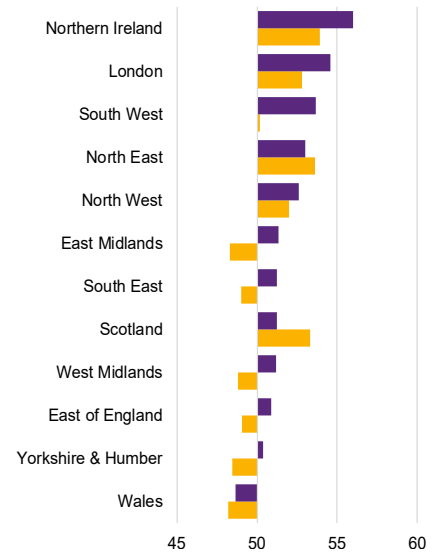 Northern Ireland
London
South West
North East
North West
East Midlands
South East
Scotland
West Midlands
East of England
Yorkshire & Humber
Wales
45 50 55 60